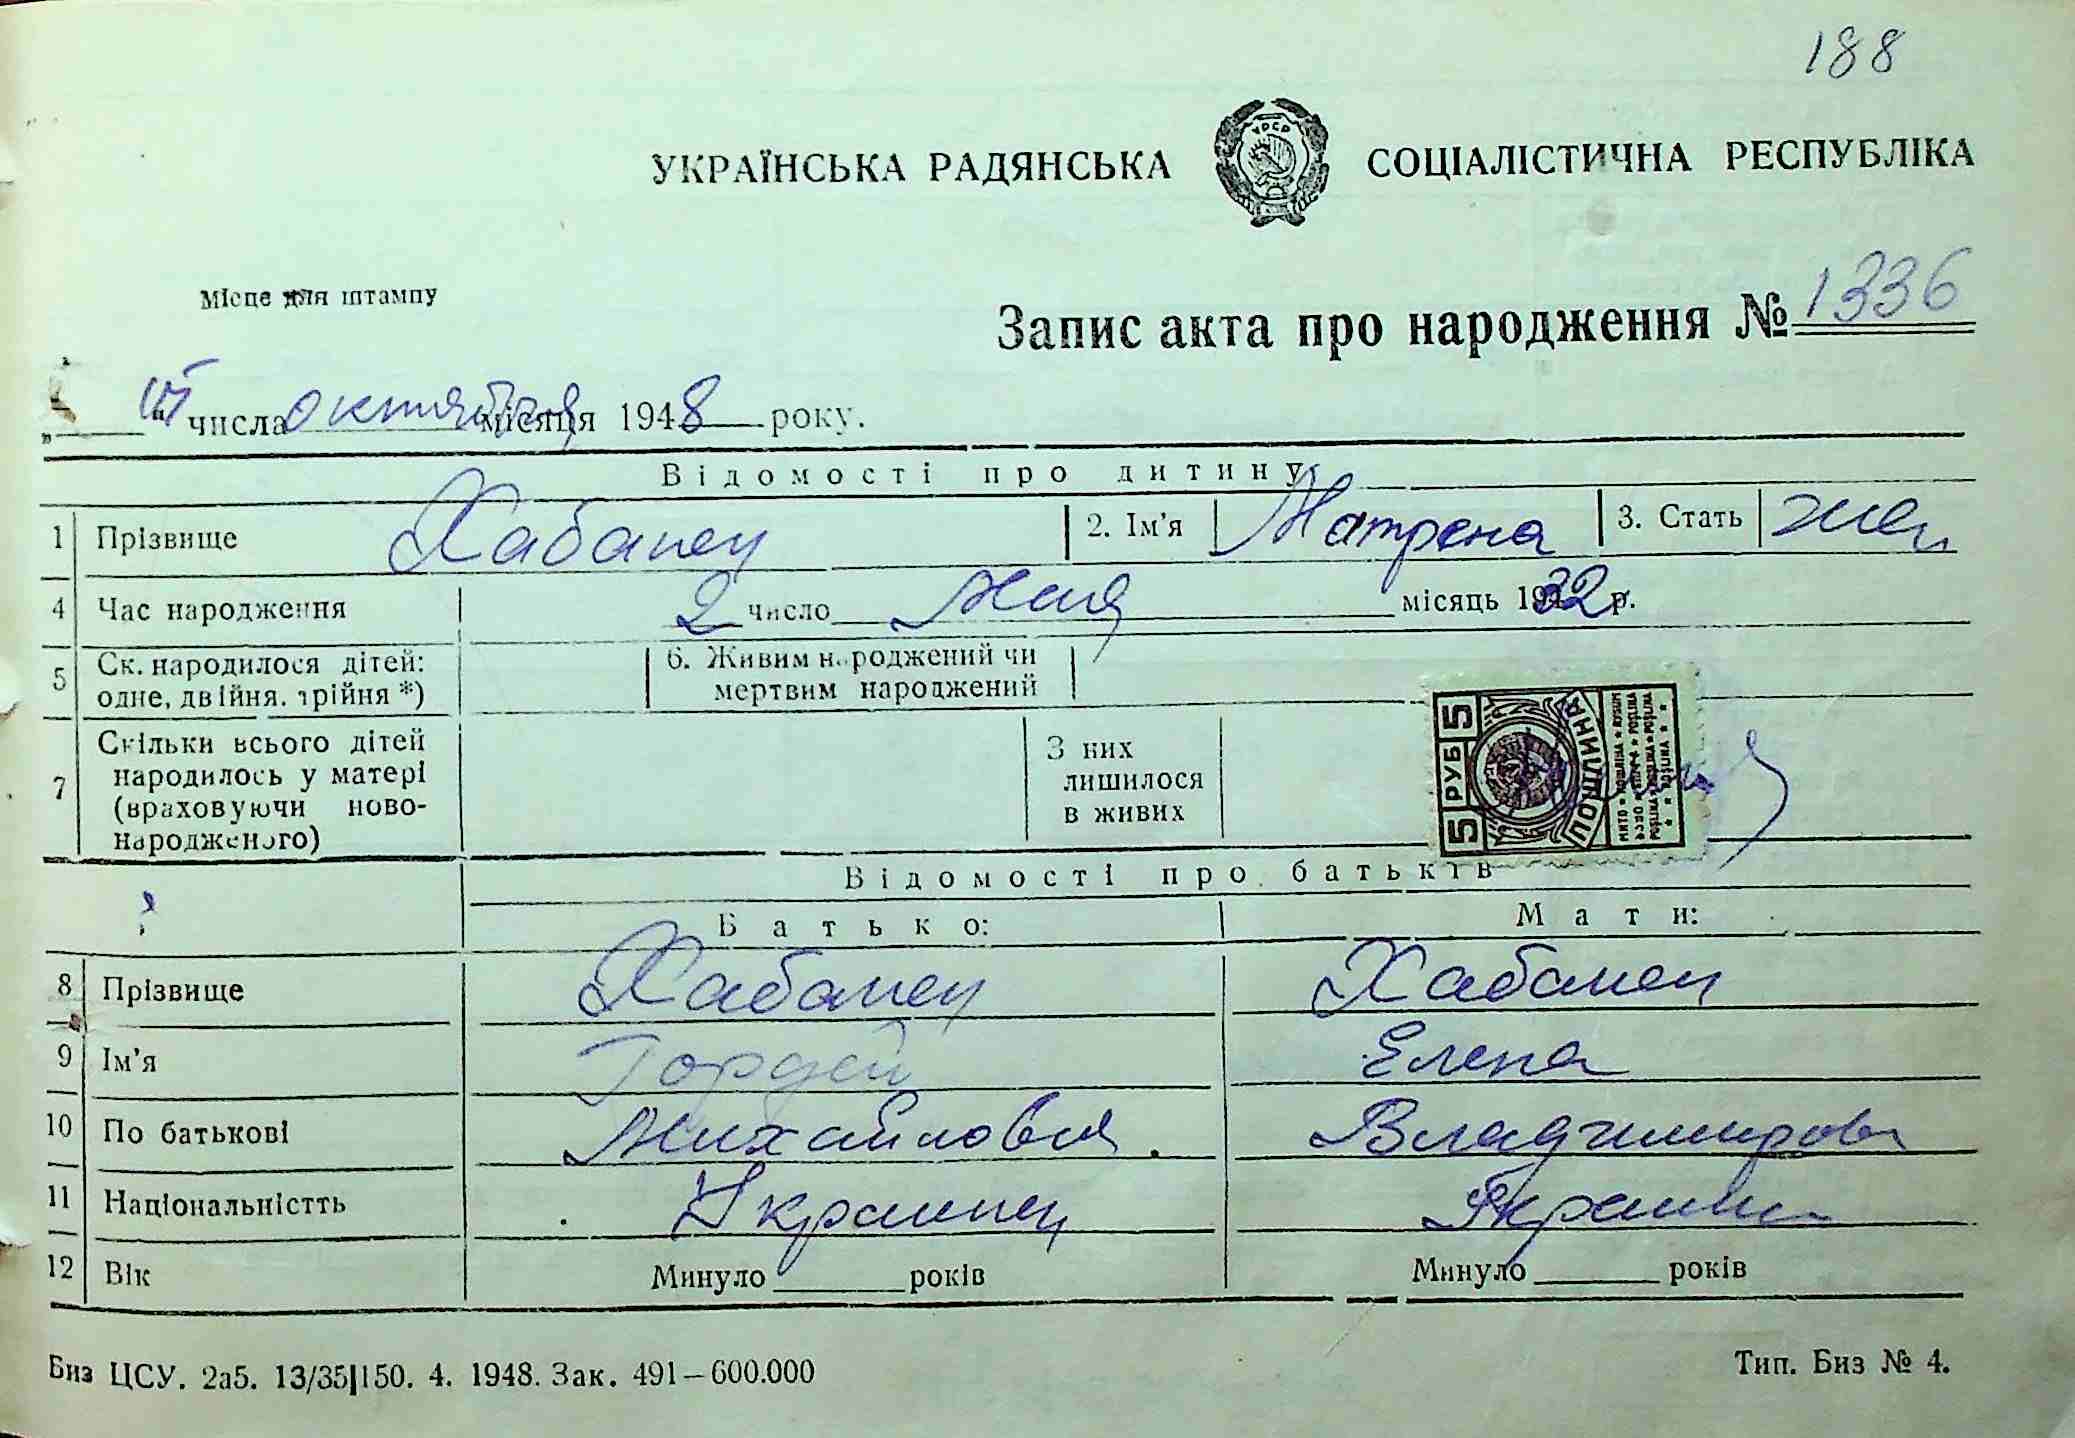 188
УКРАЇНСЬКА РАДЯНСЬКА СОЦІАЛІСТИЧНА РЕСПУБЛІКА
УРСР
Місце для штампу
Запис акта про народження № 1336
„ “ числа октября місяця 1948 року.
Відомості про дитину
1 Прізвище Хабанец 2. Ім'я Матрена 3. Стать жен
4 Час народження 2 число мая місяць 1932 р.
5 Ск. народилося дітей: 6. Живим народжений чи
одне, двійня, трійня *) мертвим народжений
7 Скільки всього дітей З них
народилось у матері лишилося
(враховуючи ново- в живих
народженого)
5 РУБ 5
ПОШЛИНА
Відомості про батьків
Батько: Мати:
8 Прізвище Хабанец Хабанец
9 Ім'я Гордей Елена
10 По батькові Михайлович Владимировн
11 Національністть Украинец Украин
12 Вік Минуло років Минуло років
Биз ЦСУ. 2а5. 13/35|150. 4. 1948. Зак. 491—600.000 Тип. Биз № 4.